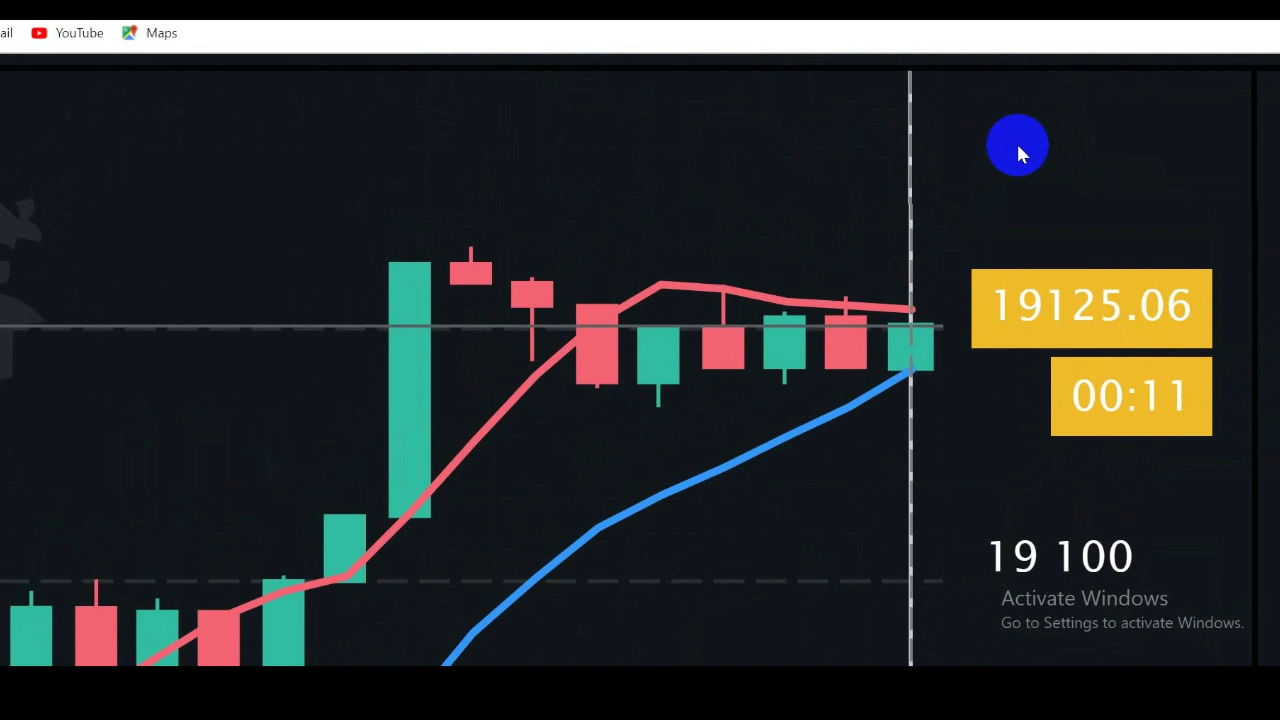 ail YouTube Maps
19125.06
00:11
19 100
Activate Windows
Go to Settings to activate Windows.